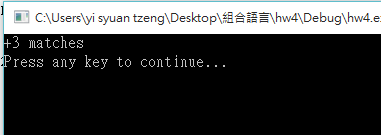 C:\Users\yi syuan tzeng\Desktop\組合語言\hw4\Debug\hw4.e
+3 matches
Press any key to continue...